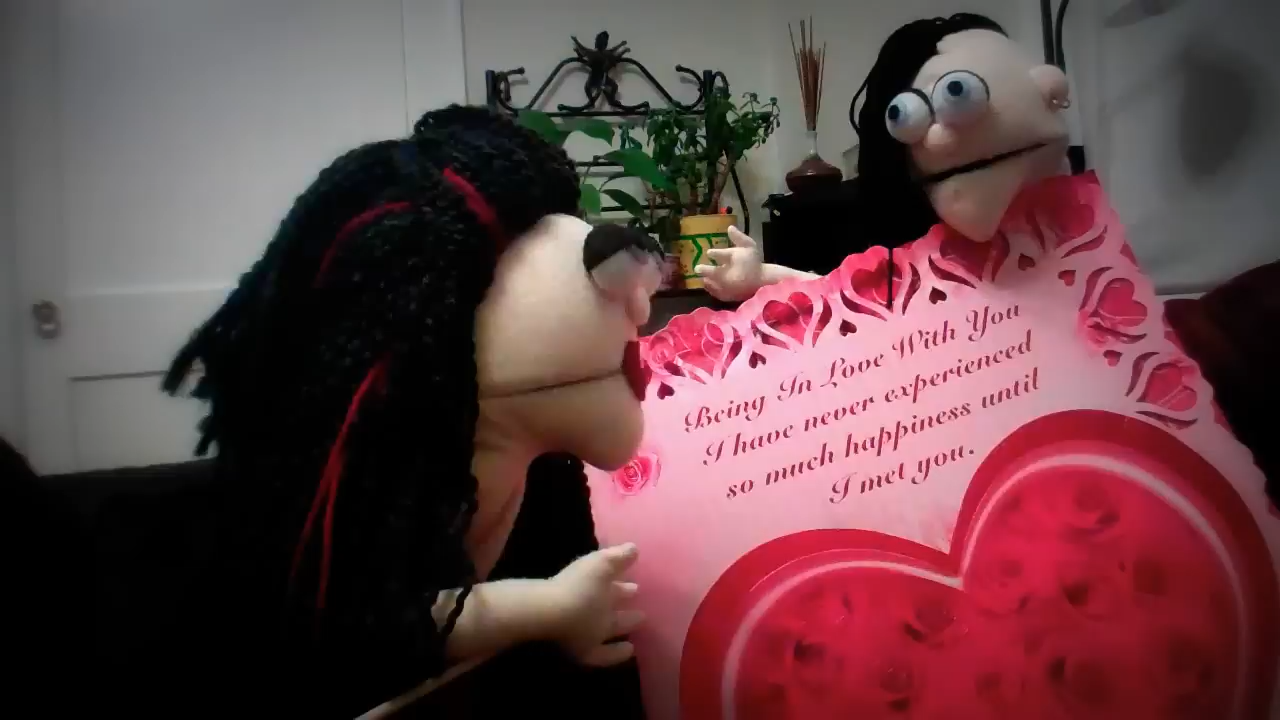 Being In Love With You
I have never experienced
so much happiness until
I met you.